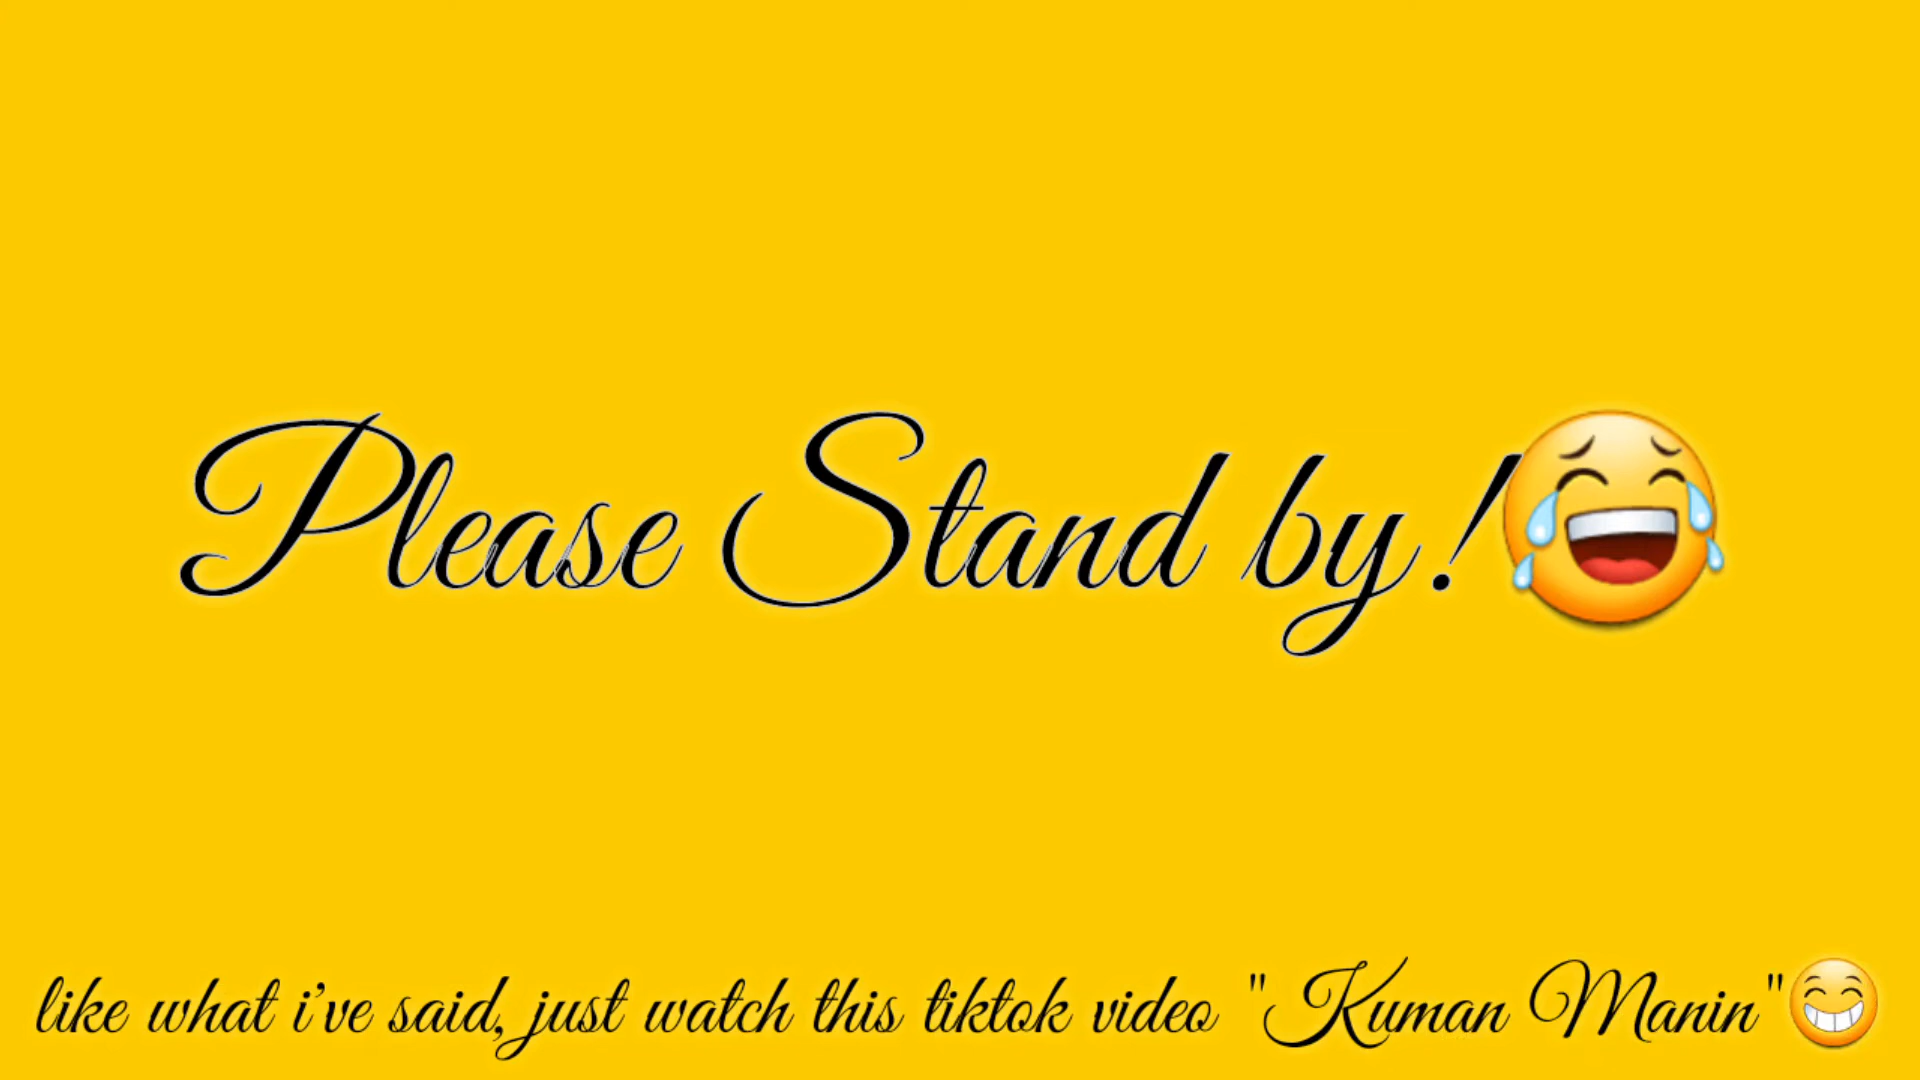 Please Stand by!😂
like what i've said, just watch this tiktok video "Kuman Manin"😁